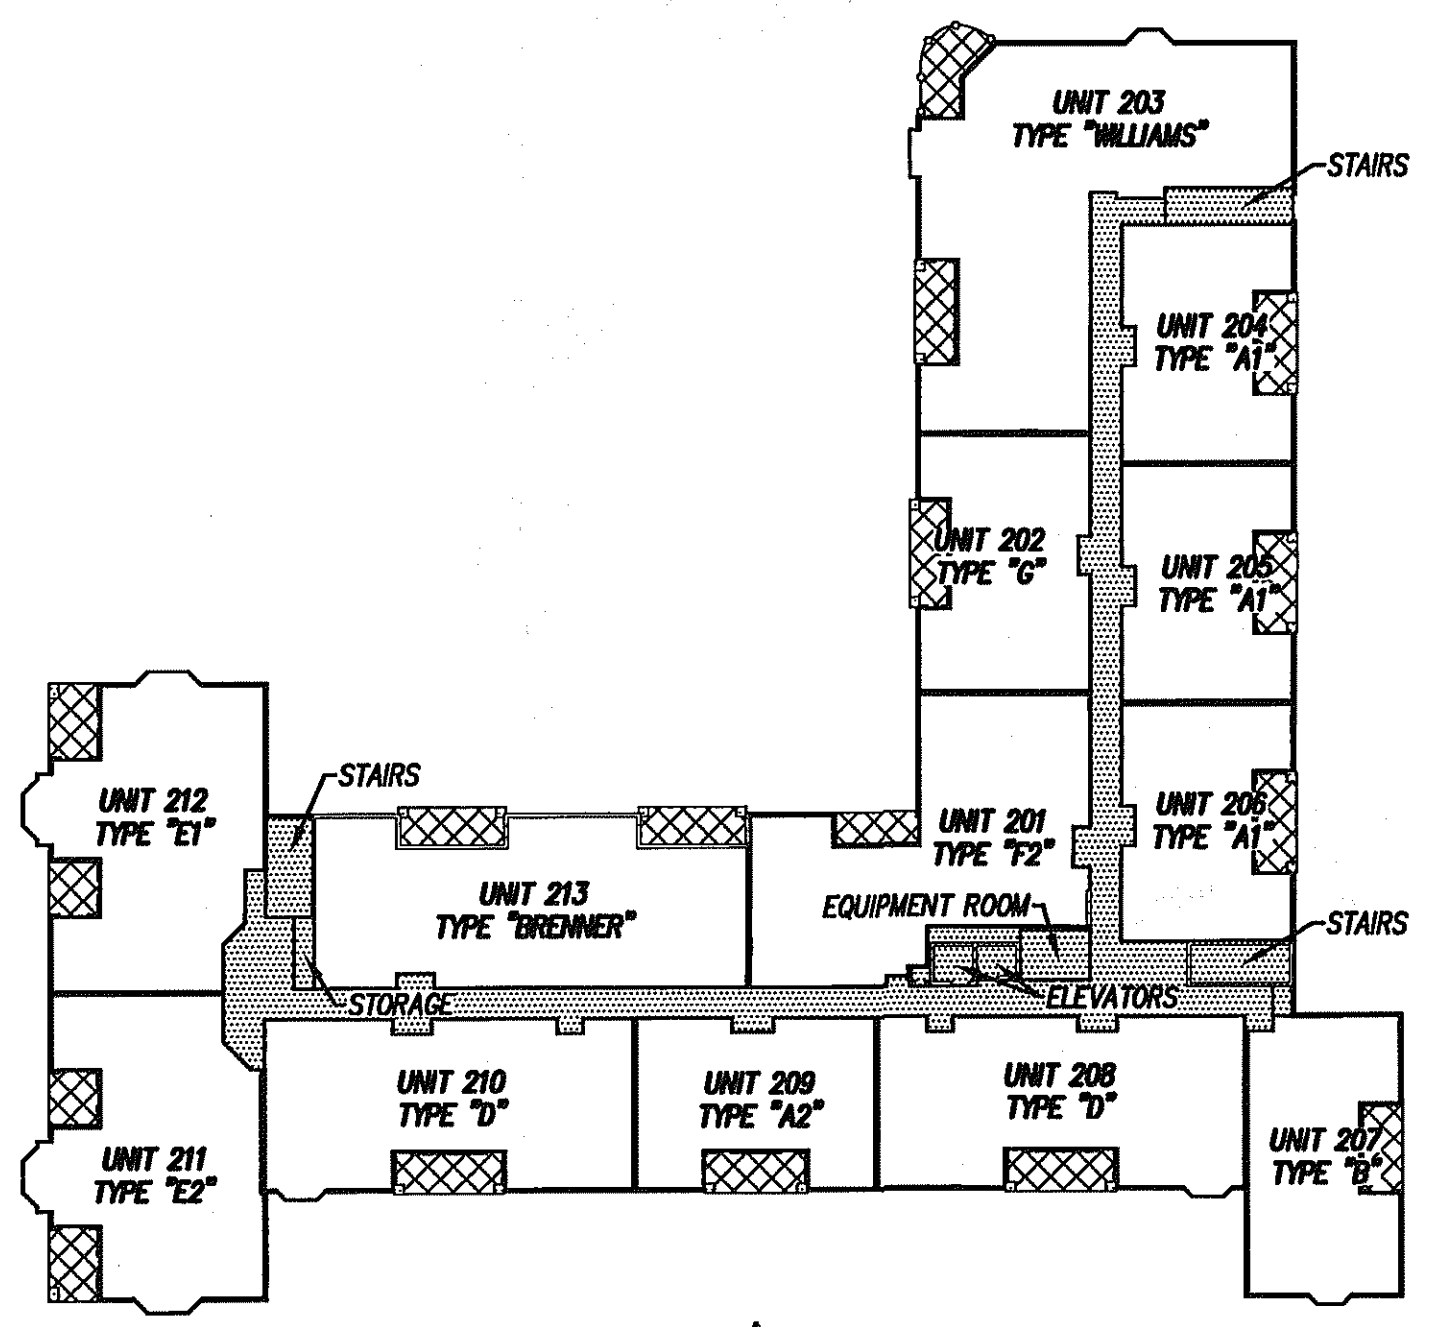 UNIT 203
TYPE "WILLIAMS"
STAIRS
UNIT 204
TYPE "A1"
UNIT 202
TYPE "G"
UNIT 205
TYPE "A1"
STAIRS
UNIT 212
TYPE "E1"
UNIT 201
TYPE "F2"
UNIT 206
TYPE "A1"
UNIT 213
TYPE "BRENNER"
EQUIPMENT ROOM
STAIRS
STORAGE
ELEVATORS
UNIT 210
TYPE "D"
UNIT 209
TYPE "A2"
UNIT 208
TYPE "D"
UNIT 211
TYPE "E2"
UNIT 207
TYPE "B"